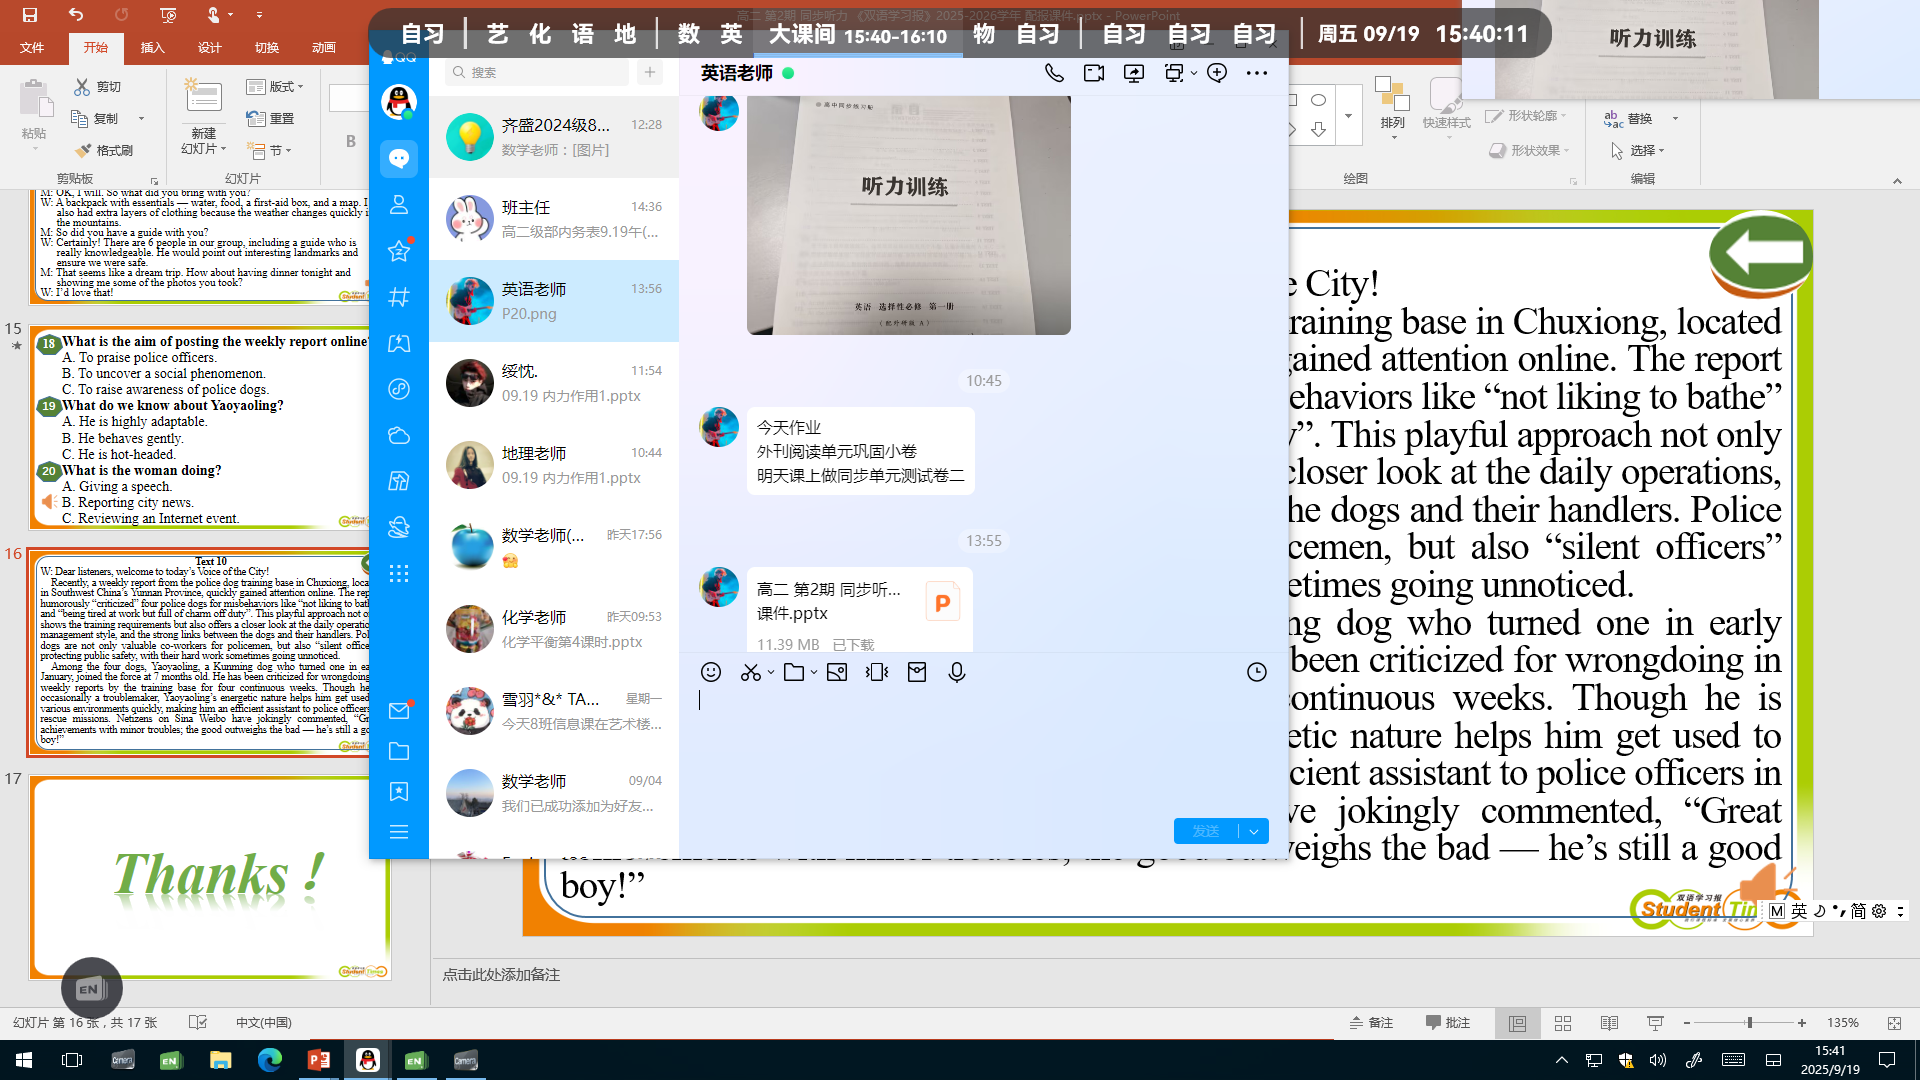 高二 第2期 同步听力 《双语学习报》2025-2026学年 配报课件.pptx - PowerPoint
自习 艺 化 语 地 数 英 大课间 15:40-16:10 物 自习 自习 自习 自习 周五 09/19 15:40:11
文件 开始 插入 设计 切换 动画
粘贴
剪切
复制
格式刷
剪贴板
新建
幻灯片
版式
重置
节
幻灯片
B
排列
快速样式
形状轮廓
形状效果
绘图
替换
选择
编辑
听力训练
M: OK, I will. So what did you bring with you?
W: A backpack with essentials — water, food, a first-aid box, and a map. I
also had extra layers of clothing because the weather changes quickly i
the mountains.
M: So did you have a guide with you?
W: Certainly! There are 6 people in our group, including a guide who is
really knowledgeable. He would point out interesting landmarks and
ensure we were safe.
M: That seems like a dream trip. How about having dinner tonight and
showing me some of the photos you took?
W: I'd love that!
15
18 What is the aim of posting the weekly report online?
A. To praise police officers.
B. To uncover a social phenomenon.
C. To raise awareness of police dogs.
19 What do we know about Yaoyaoling?
A. He is highly adaptable.
B. He behaves gently.
C. He is hot-headed.
20 What is the woman doing?
A. Giving a speech.
B. Reporting city news.
C. Reviewing an Internet event.
16
Text 10
W: Dear listeners, welcome to today's Voice of the City!
Recently, a weekly report from the police dog training base in Chuxiong, loca
in Southwest China's Yunnan Province, quickly gained attention online. The rep
humorously “criticized” four police dogs for misbehaviors like “not liking to bath
and “being tired at work but full of charm off duty”. This playful approach not o
shows the training requirements but also offers a closer look at the daily operatio
management style, and the strong links between the dogs and their handlers. Pol
dogs are not only valuable co-workers for policemen, but also “silent office
protecting public safety, with their hard work sometimes going unnoticed.
Among the four dogs, Yaoyaoling, a Kunming dog who turned one in ea
January, joined the force at 7 months old. He has been criticized for wrongdoing
weekly reports by the training base for four continuous weeks. Though he
occasionally a troublemaker, Yaoyaoling's energetic nature helps him get used
various environments quickly, making him an efficient assistant to police officers
rescue missions. Netizens on Sina Weibo have jokingly commented, “Gr
achievements with minor troubles; the good outweighs the bad — he's still a go
boy!”
17
Thanks !
QQ
搜索
齐盛2024级8... 12:28
数学老师：[图片]
班主任 14:36
高二级部内务表9.19午(...
英语老师 13:56
P20.png
绥忱. 11:54
09.19 内力作用1.pptx
地理老师 10:44
09.19 内力作用1.pptx
数学老师(... 昨天17:56
化学老师 昨天09:53
化学平衡第4课时.pptx
雪羽*&* TA... 星期一
今天8班信息课在艺术楼...
数学老师 09/04
我们已成功添加为好友...
英语老师
高中同步练习册
听力训练
英语 选择性必修 第一册
（配外研版 A）
10:45
今天作业
外刊阅读单元巩固小卷
明天课上做同步单元测试卷二
13:55
高二 第2期 同步听...
课件.pptx
11.39 MB 已下载
P
发送
e City!
raining base in Chuxiong, located
gained attention online. The report
ehaviors like “not liking to bathe”
y”. This playful approach not only
closer look at the daily operations,
he dogs and their handlers. Police
cemen, but also “silent officers”
etimes going unnoticed.
ng dog who turned one in early
been criticized for wrongdoing in
continuous weeks. Though he is
etic nature helps him get used to
cient assistant to police officers in
ve jokingly commented, “Great
veighs the bad — he's still a good
boy!”
双语学习报
Student Tim
M 英 简
点击此处添加备注
EN
幻灯片 第 16 张，共 17 张 中文(中国)
备注 批注 135%
Camera EN EN Camera
15:41
2025/9/19